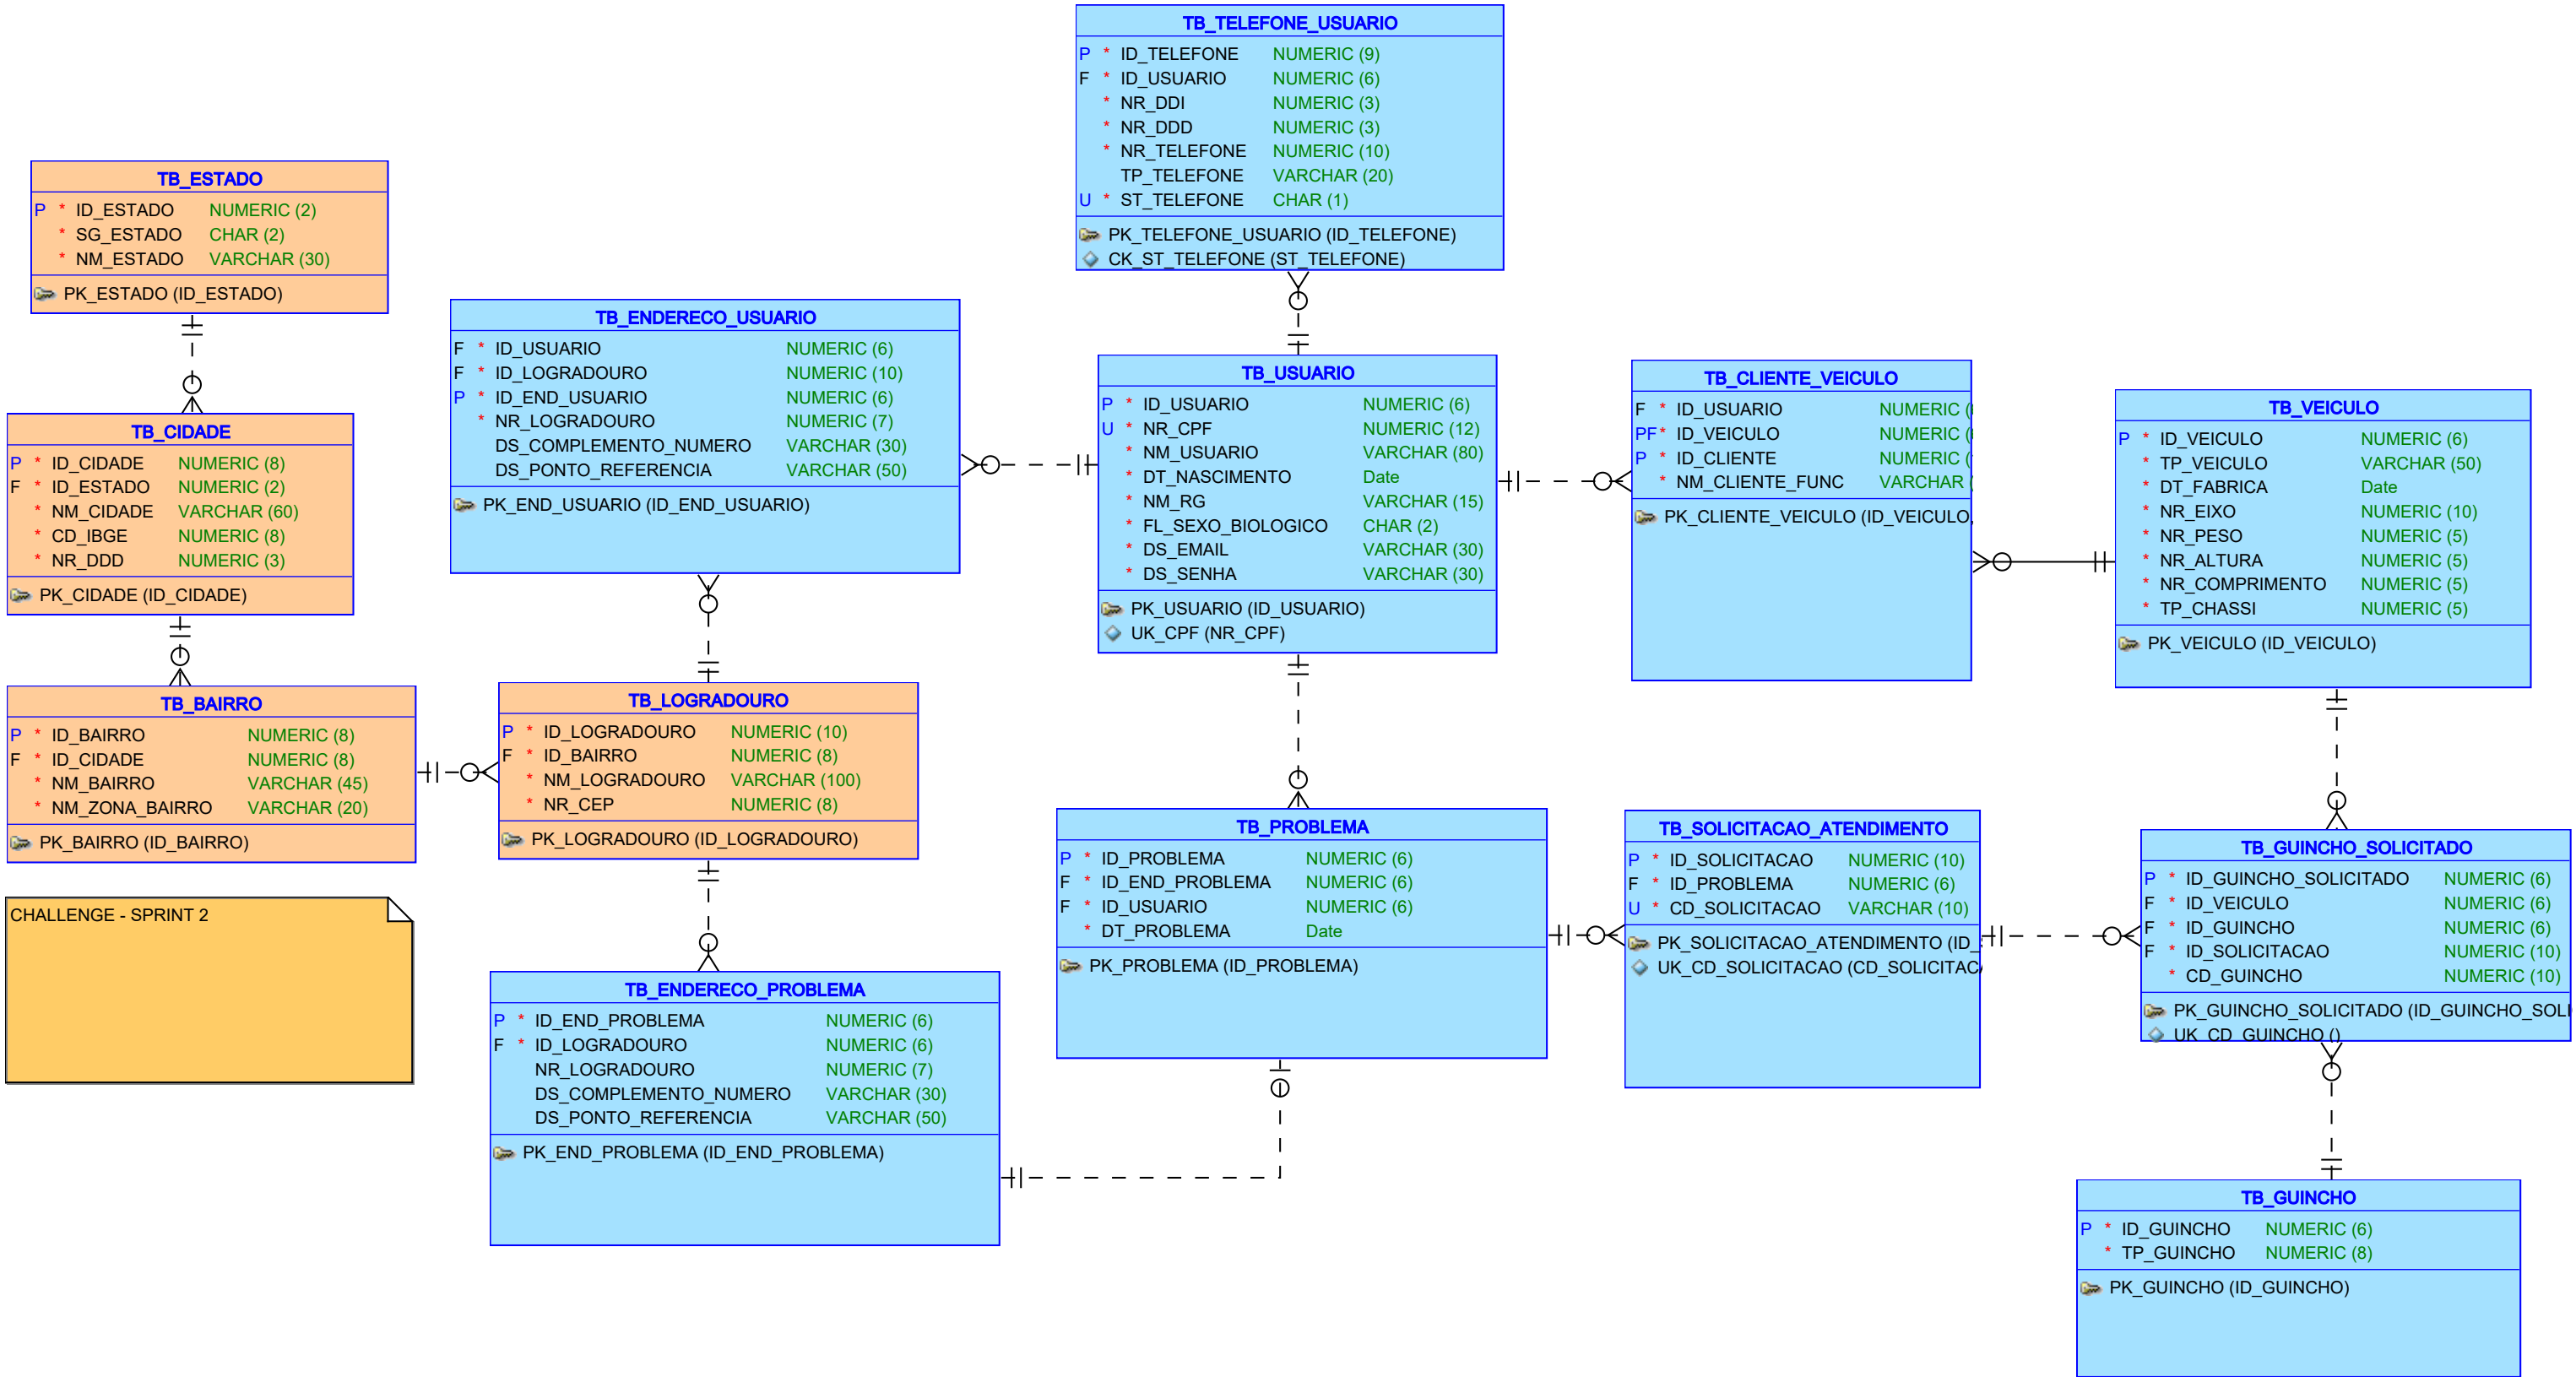 TB_TELEFONE_USUARIO
P * ID_TELEFONE NUMERIC (9)
F * ID_USUARIO NUMERIC (6)
* NR_DDI NUMERIC (3)
* NR_DDD NUMERIC (3)
* NR_TELEFONE NUMERIC (10)
TP_TELEFONE VARCHAR (20)
U * ST_TELEFONE CHAR (1)
PK_TELEFONE_USUARIO (ID_TELEFONE)
CK_ST_TELEFONE (ST_TELEFONE)
TB_ESTADO
P * ID_ESTADO NUMERIC (2)
* SG_ESTADO CHAR (2)
* NM_ESTADO VARCHAR (30)
PK_ESTADO (ID_ESTADO)
TB_ENDERECO_USUARIO
F * ID_USUARIO NUMERIC (6)
F * ID_LOGRADOURO NUMERIC (10)
P * ID_END_USUARIO NUMERIC (6)
* NR_LOGRADOURO NUMERIC (7)
DS_COMPLEMENTO_NUMERO VARCHAR (30)
DS_PONTO_REFERENCIA VARCHAR (50)
PK_END_USUARIO (ID_END_USUARIO)
TB_USUARIO
P * ID_USUARIO NUMERIC (6)
U * NR_CPF NUMERIC (12)
* NM_USUARIO VARCHAR (80)
* DT_NASCIMENTO Date
* NM_RG VARCHAR (15)
* FL_SEXO_BIOLOGICO CHAR (2)
* DS_EMAIL VARCHAR (30)
* DS_SENHA VARCHAR (30)
PK_USUARIO (ID_USUARIO)
UK_CPF (NR_CPF)
TB_CLIENTE_VEICULO
F * ID_USUARIO NUMERIC (
PF * ID_VEICULO NUMERIC (
P * ID_CLIENTE NUMERIC (
* NM_CLIENTE_FUNC VARCHAR (
PK_CLIENTE_VEICULO (ID_VEICULO,
TB_VEICULO
P * ID_VEICULO NUMERIC (6)
* TP_VEICULO VARCHAR (50)
* DT_FABRICA Date
* NR_EIXO NUMERIC (10)
* NR_PESO NUMERIC (5)
* NR_ALTURA NUMERIC (5)
* NR_COMPRIMENTO NUMERIC (5)
* TP_CHASSI NUMERIC (5)
PK_VEICULO (ID_VEICULO)
TB_CIDADE
P * ID_CIDADE NUMERIC (8)
F * ID_ESTADO NUMERIC (2)
* NM_CIDADE VARCHAR (60)
* CD_IBGE NUMERIC (8)
* NR_DDD NUMERIC (3)
PK_CIDADE (ID_CIDADE)
TB_BAIRRO
P * ID_BAIRRO NUMERIC (8)
F * ID_CIDADE NUMERIC (8)
* NM_BAIRRO VARCHAR (45)
* NM_ZONA_BAIRRO VARCHAR (20)
PK_BAIRRO (ID_BAIRRO)
TB_LOGRADOURO
P * ID_LOGRADOURO NUMERIC (10)
F * ID_BAIRRO NUMERIC (8)
* NM_LOGRADOURO VARCHAR (100)
* NR_CEP NUMERIC (8)
PK_LOGRADOURO (ID_LOGRADOURO)
TB_PROBLEMA
P * ID_PROBLEMA NUMERIC (6)
F * ID_END_PROBLEMA NUMERIC (6)
F * ID_USUARIO NUMERIC (6)
* DT_PROBLEMA Date
PK_PROBLEMA (ID_PROBLEMA)
TB_SOLICITACAO_ATENDIMENTO
P * ID_SOLICITACAO NUMERIC (10)
F * ID_PROBLEMA NUMERIC (6)
U * CD_SOLICITACAO VARCHAR (10)
PK_SOLICITACAO_ATENDIMENTO (ID_
UK_CD_SOLICITACAO (CD_SOLICITAC
TB_GUINCHO_SOLICITADO
P * ID_GUINCHO_SOLICITADO NUMERIC (6)
F * ID_VEICULO NUMERIC (6)
F * ID_GUINCHO NUMERIC (6)
F * ID_SOLICITACAO NUMERIC (10)
* CD_GUINCHO NUMERIC (10)
PK_GUINCHO_SOLICITADO (ID_GUINCHO_SOLI
UK_CD_GUINCHO ()
CHALLENGE - SPRINT 2
TB_ENDERECO_PROBLEMA
P * ID_END_PROBLEMA NUMERIC (6)
F * ID_LOGRADOURO NUMERIC (6)
NR_LOGRADOURO NUMERIC (7)
DS_COMPLEMENTO_NUMERO VARCHAR (30)
DS_PONTO_REFERENCIA VARCHAR (50)
PK_END_PROBLEMA (ID_END_PROBLEMA)
TB_GUINCHO
P * ID_GUINCHO NUMERIC (6)
* TP_GUINCHO NUMERIC (8)
PK_GUINCHO (ID_GUINCHO)